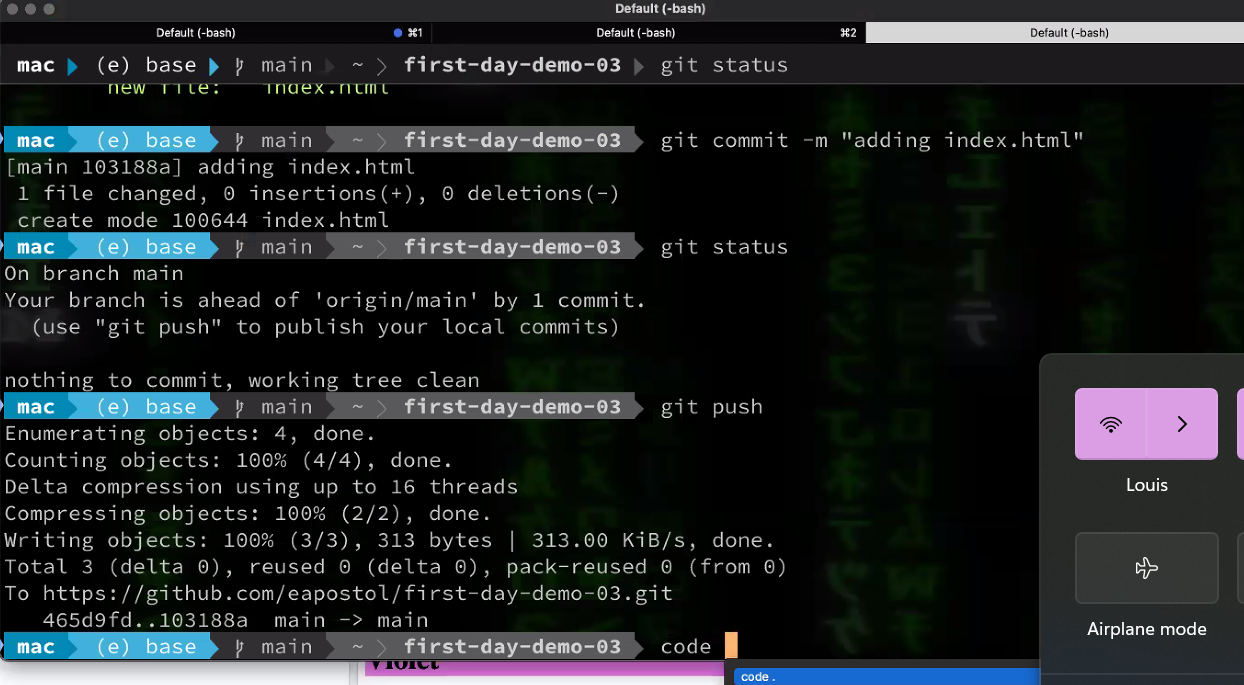 Default (-bash)
Default (-bash) ⌘1 Default (-bash) ⌘2 Default (-bash)
mac (e) base main ~ first-day-demo-03 git status
new file: index.html
mac (e) base main ~ first-day-demo-03 git commit -m "adding index.html"
[main 103188a] adding index.html
1 file changed, 0 insertions(+), 0 deletions(-)
create mode 100644 index.html
mac (e) base main ~ first-day-demo-03 git status
On branch main
Your branch is ahead of 'origin/main' by 1 commit.
(use "git push" to publish your local commits)
nothing to commit, working tree clean
mac (e) base main ~ first-day-demo-03 git push
Enumerating objects: 4, done.
Counting objects: 100% (4/4), done.
Delta compression using up to 16 threads
Compressing objects: 100% (2/2), done.
Writing objects: 100% (3/3), 313 bytes | 313.00 KiB/s, done.
Total 3 (delta 0), reused 0 (delta 0), pack-reused 0 (from 0)
To https://github.com/eapostol/first-day-demo-03.git
465d9fd..103188a main -> main
mac (e) base main ~ first-day-demo-03 code
Violet
code .
Louis
Airplane mode